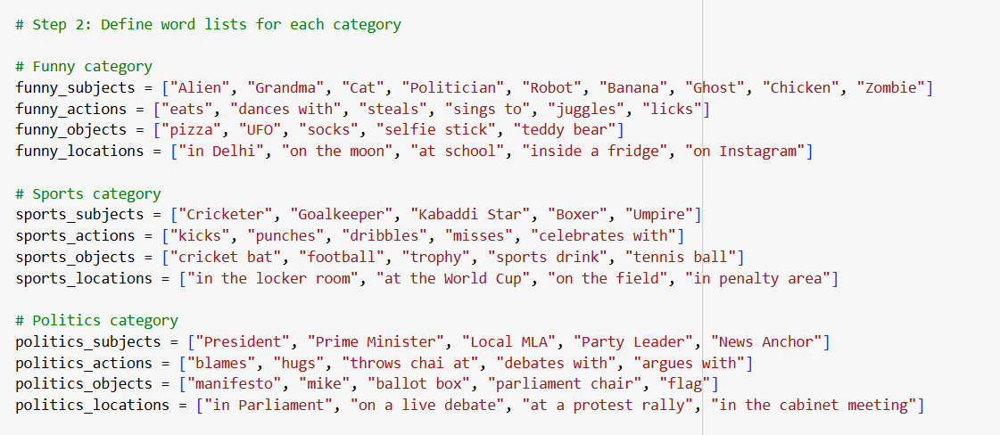 # Step 2: Define word lists for each category
# Funny category
funny_subjects = ["Alien", "Grandma", "Cat", "Politician", "Robot", "Banana", "Ghost", "Chicken", "Zombie"]
funny_actions = ["eats", "dances with", "steals", "sings to", "juggles", "licks"]
funny_objects = ["pizza", "UFO", "socks", "selfie stick", "teddy bear"]
funny_locations = ["in Delhi", "on the moon", "at school", "inside a fridge", "on Instagram"]
# Sports category
sports_subjects = ["Cricketer", "Goalkeeper", "Kabaddi Star", "Boxer", "Umpire"]
sports_actions = ["kicks", "punches", "dribbles", "misses", "celebrates with"]
sports_objects = ["cricket bat", "football", "trophy", "sports drink", "tennis ball"]
sports_locations = ["in the locker room", "at the World Cup", "on the field", "in penalty area"]
# Politics category
politics_subjects = ["President", "Prime Minister", "Local MLA", "Party Leader", "News Anchor"]
politics_actions = ["blames", "hugs", "throws chai at", "debates with", "argues with"]
politics_objects = ["manifesto", "mike", "ballot box", "parliament chair", "flag"]
politics_locations = ["in Parliament", "on a live debate", "at a protest rally", "in the cabinet meeting"]